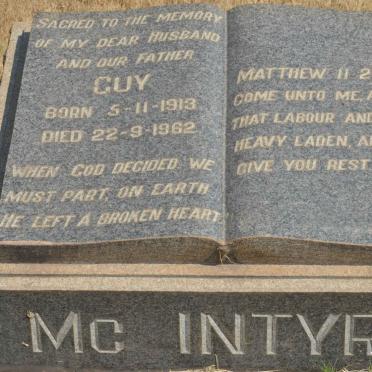 SACRED TO THE MEMORY
OF MY DEAR HUSBAND
AND OUR FATHER
GUY
BORN 5-11-1913
DIED 22-9-1962
WHEN GOD DECIDED, WE
MUST PART, ON EARTH
HE LEFT A BROKEN HEART.
MATTHEW 11 2
COME UNTO ME, A
THAT LABOUR AND
HEAVY LADEN, A
GIVE YOU REST
MC INTYR